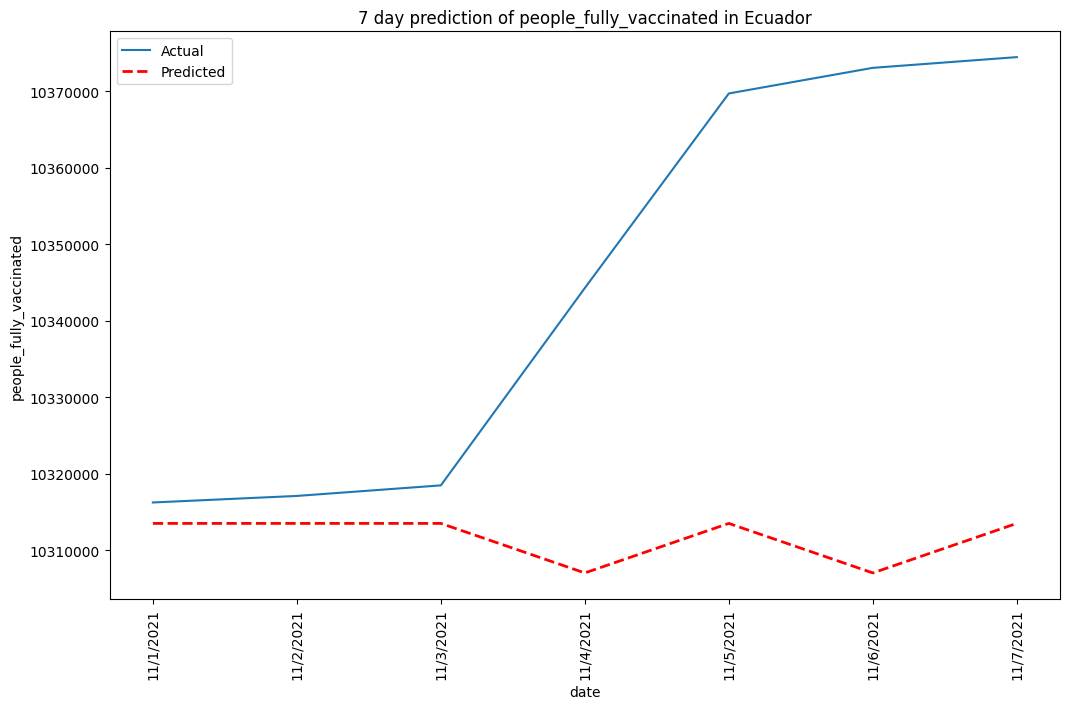 7 day prediction of people_fully_vaccinated in Ecuador
Actual
Predicted
10370000
10360000
10350000
10340000
10330000
10320000
10310000
people_fully_vaccinated
11/1/2021
11/2/2021
11/3/2021
11/4/2021
11/5/2021
11/6/2021
11/7/2021
date